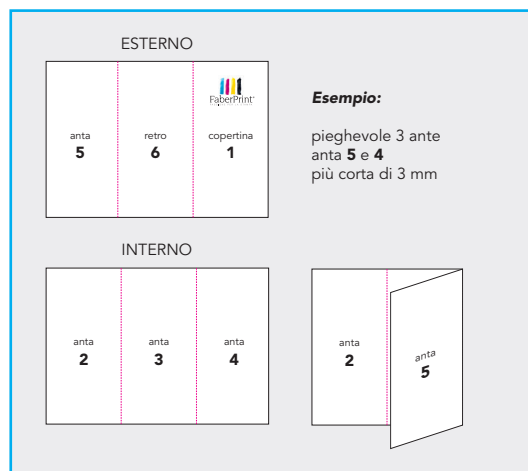 ESTERNO
FaberPrint
anta
5
retro
6
copertina
1
Esempio:
pieghevole 3 ante
anta 5 e 4
più corta di 3 mm
INTERNO
anta
2
anta
3
anta
4
anta
2
anta
5